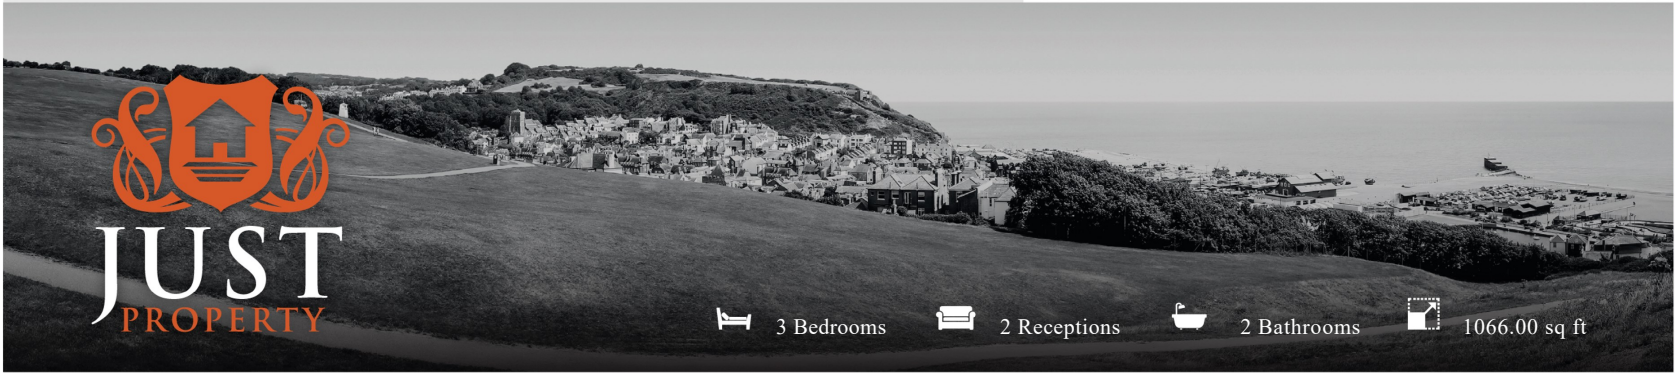 JUST
PROPERTY
3 Bedrooms
2 Receptions
2 Bathrooms
1066.00 sq ft